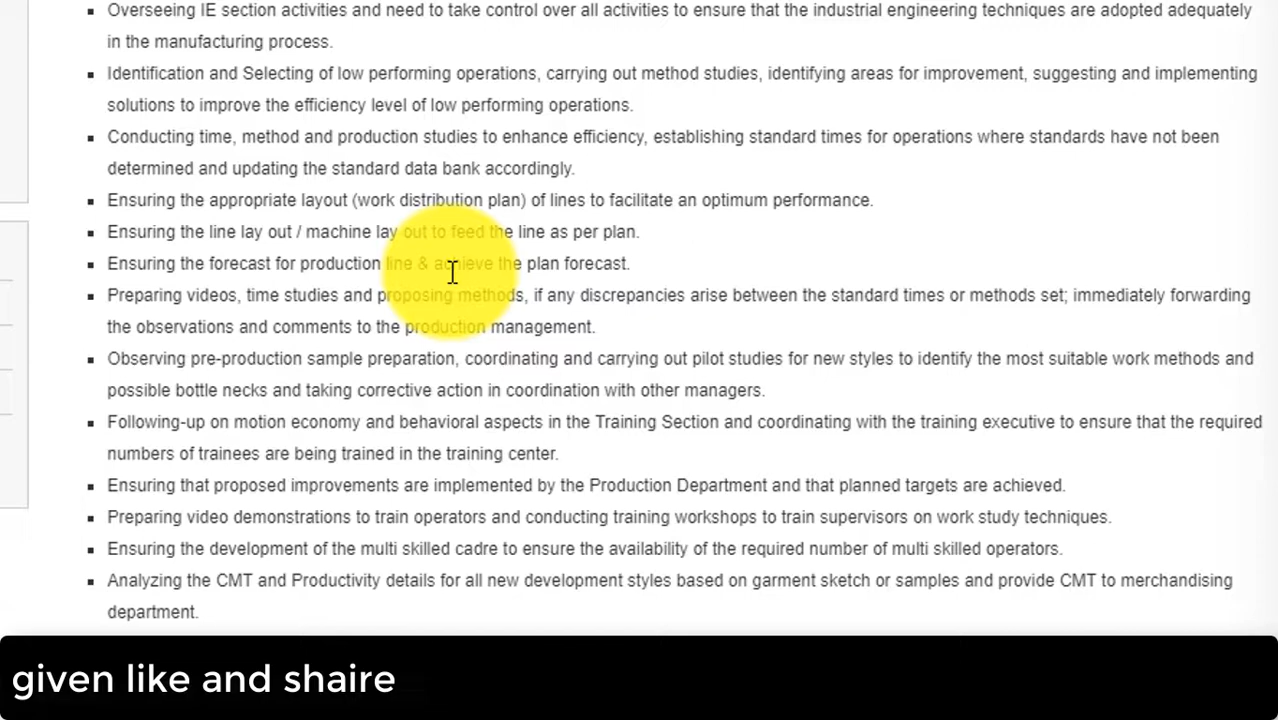 Overseeing IE section activities and need to take control over all activities to ensure that the industrial engineering techniques are adopted adequately
in the manufacturing process.
Identification and Selecting of low performing operations, carrying out method studies, identifying areas for improvement, suggesting and implementing
solutions to improve the efficiency level of low performing operations.
Conducting time, method and production studies to enhance efficiency, establishing standard times for operations where standards have not been
determined and updating the standard data bank accordingly.
Ensuring the appropriate layout (work distribution plan) of lines to facilitate an optimum performance.
Ensuring the line lay out / machine lay out to feed the line as per plan.
Ensuring the forecast for production line & achieve the plan forecast.
Preparing videos, time studies and proposing methods, if any discrepancies arise between the standard times or methods set; immediately forwarding
the observations and comments to the production management.
Observing pre-production sample preparation, coordinating and carrying out pilot studies for new styles to identify the most suitable work methods and
possible bottle necks and taking corrective action in coordination with other managers.
Following-up on motion economy and behavioral aspects in the Training Section and coordinating with the training executive to ensure that the required
numbers of trainees are being trained in the training center.
Ensuring that proposed improvements are implemented by the Production Department and that planned targets are achieved.
Preparing video demonstrations to train operators and conducting training workshops to train supervisors on work study techniques.
Ensuring the development of the multi skilled cadre to ensure the availability of the required number of multi skilled operators.
Analyzing the CMT and Productivity details for all new development styles based on garment sketch or samples and provide CMT to merchandising
department.
given like and shaire